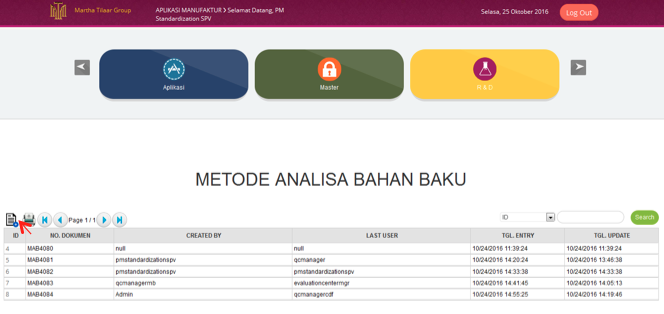 Martha Tilaar Group
APLIKASI MANUFAKTUR > Selamat Datang, PM
Standardization SPV
Selasa, 25 Oktober 2016
Log Out
Aplikasi
Master
R & D
METODE ANALISA BAHAN BAKU
Page 1 / 1
ID
Search
ID NO. DOKUMEN CREATED BY LAST USER TGL. ENTRY TGL. UPDATE
4 MAB4080 null null 10/24/2016 11:39:24 10/24/2016 11:39:24
5 MAB4081 pmstandardizationspv qcmanager 10/24/2016 14:20:24 10/24/2016 13:46:38
6 MAB4082 pmstandardizationspv pmstandardizationspv 10/24/2016 14:33:38 10/24/2016 14:33:38
7 MAB4083 qcmanagermb evaluationcentermgr 10/24/2016 14:41:45 10/24/2016 14:05:13
8 MAB4084 Admin qcmanagercdf 10/24/2016 14:55:25 10/24/2016 14:19:46